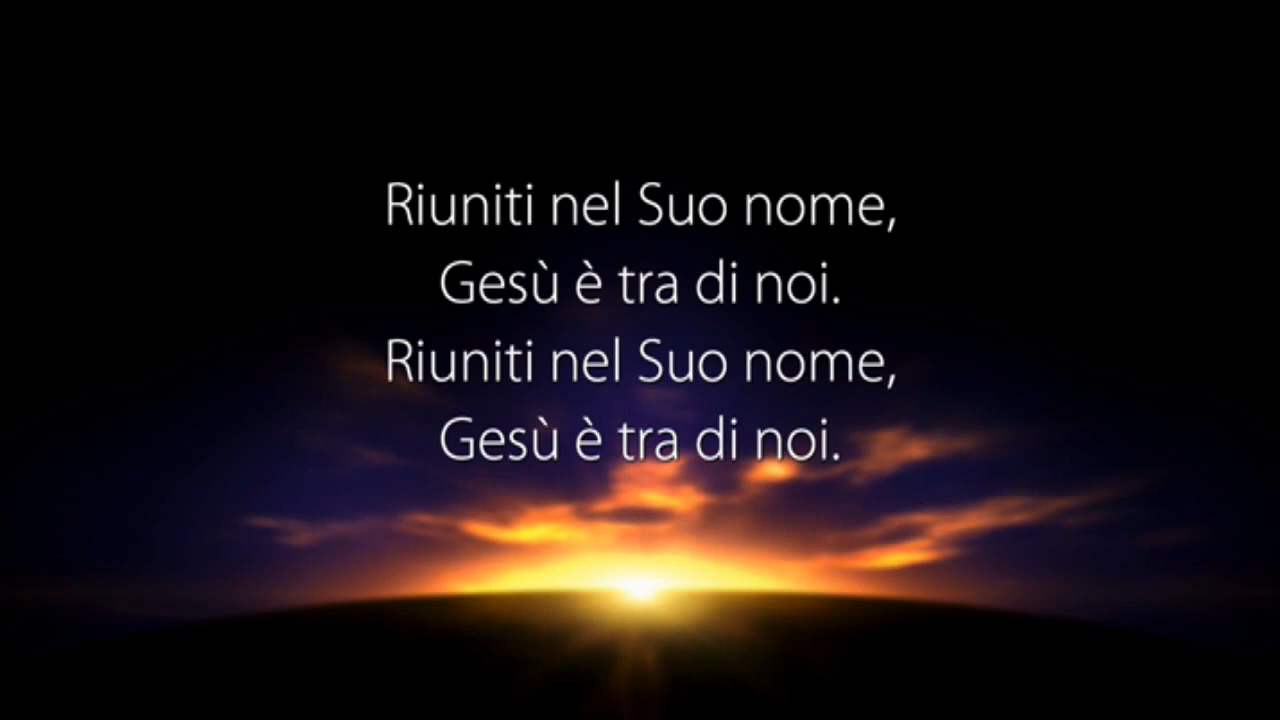 Riuniti nel Suo nome,
Gesù è tra di noi.
Riuniti nel Suo nome,
Gesù è tra di noi.